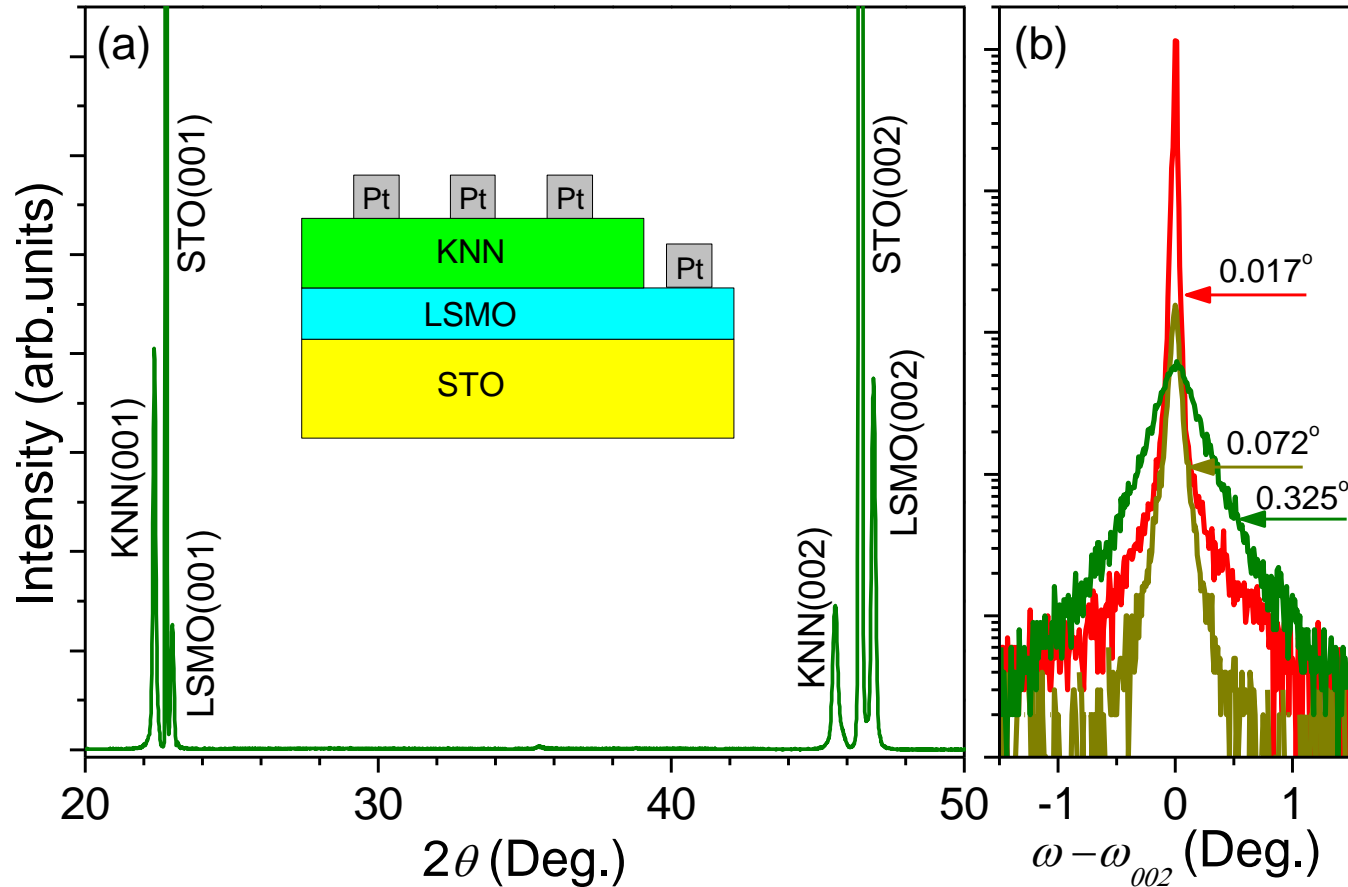 (a)
Intensity (arb.units)
KNN(001)
STO(001)
LSMO(001)
Pt Pt Pt
KNN
Pt
LSMO
STO
KNN(002)
STO(002)
LSMO(002)
20 30 40 50
2θ (Deg.)
(b)
0.017°
0.072°
0.325°
-1 0 1
ω－ω002 (Deg.)